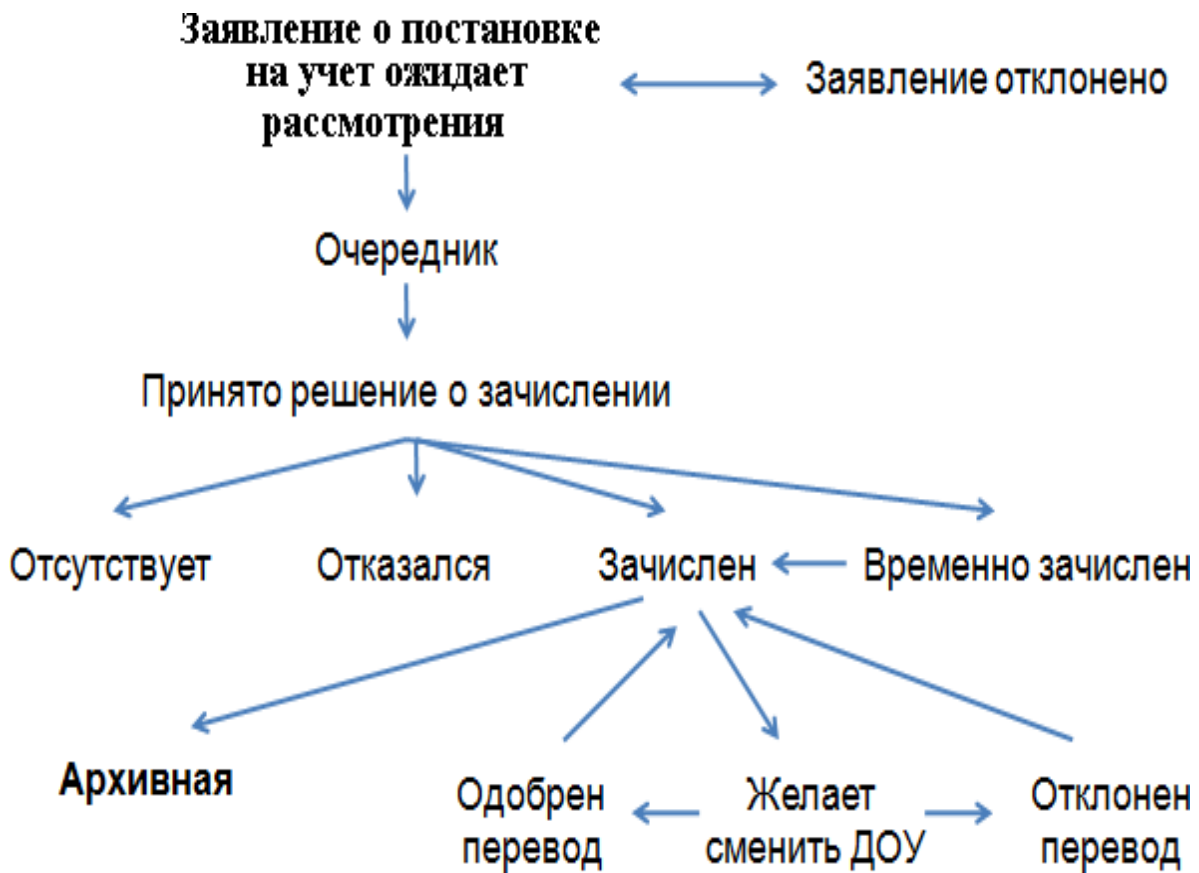 Заявление о постановке
на учет ожидает
рассмотрения
Заявление отклонено
Очередник
Принято решение о зачислении
Отсутствует
Отказался
Зачислен
Временно зачислен
Архивная
Одобрен
перевод
Желает
сменить ДОУ
Отклонен
перевод